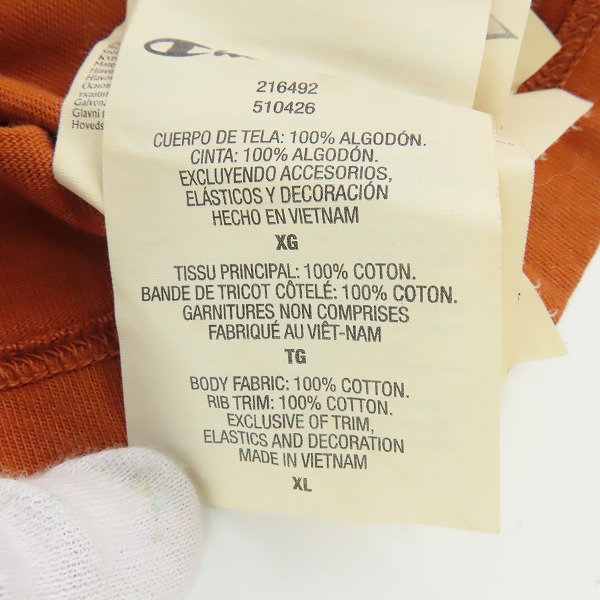 216492
510426
CUERPO DE TELA: 100% ALGODÓN.
CINTA: 100% ALGODÓN.
EXCLUYENDO ACCESORIOS,
ELÁSTICOS Y DECORACIÓN
HECHO EN VIETNAM
XG
TISSU PRINCIPAL: 100% COTON.
BANDE DE TRICOT CÔTELÉ: 100% COTON.
GARNITURES NON COMPRISES
FABRIQUÉ AU VIÊT-NAM
TG
BODY FABRIC: 100% COTTON.
RIB TRIM: 100% COTTON.
EXCLUSIVE OF TRIM,
ELASTICS AND DECORATION
MADE IN VIETNAM
XL